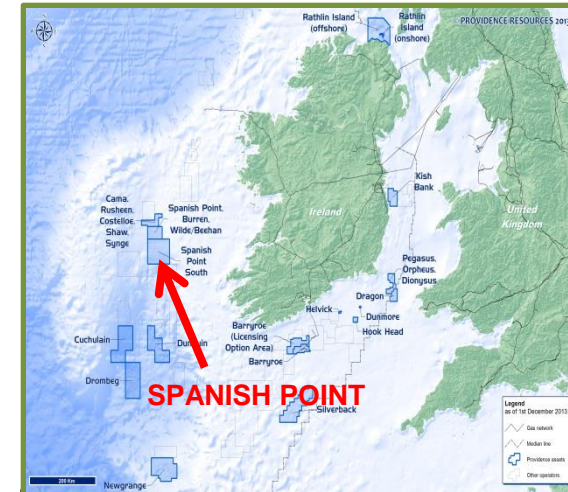 Rathlin Island
(offshore)
Rathlin
Island
(onshore)
PROVIDENCE RESOURCES 2013
Kish
Bank
Cama,
Rusheen,
Costelloe,
Shaw,
Synge
Spanish Point,
Burren,
Wilde/Beehan
Ireland
United
Kingdom
Spanish
Point
South
Pegasus,
Orpheus,
Dionysus
Dragon
Helvick
Dunmore
Hook Head
Barryroe
(Licensing
Option Area)
Barryroe
Cuchulain
Drombeg
SPANISH POINT
Silverback
Newgrange
200 Km
Legend
as of 1st December 2013
Gas network
Median line
Providence assets
Other operators